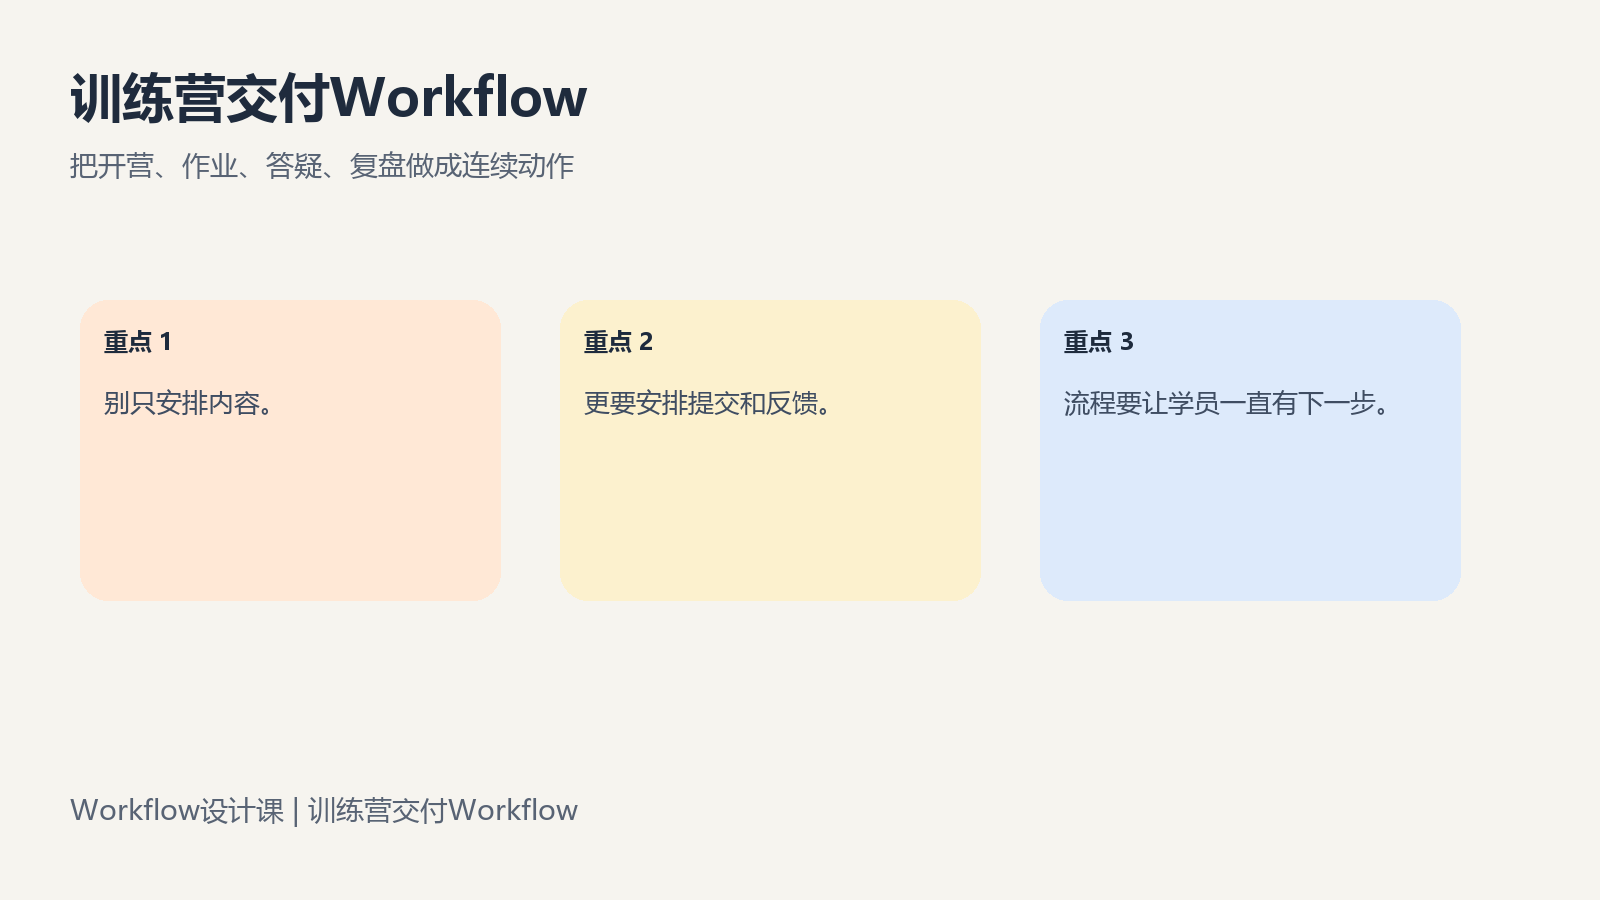 训练营交付Workflow
把开营、作业、答疑、复盘做成连续动作
重点 1
别只安排内容。
重点 2
更要安排提交和反馈。
重点 3
流程要让学员一直有下一步。
Workflow设计课 | 训练营交付Workflow